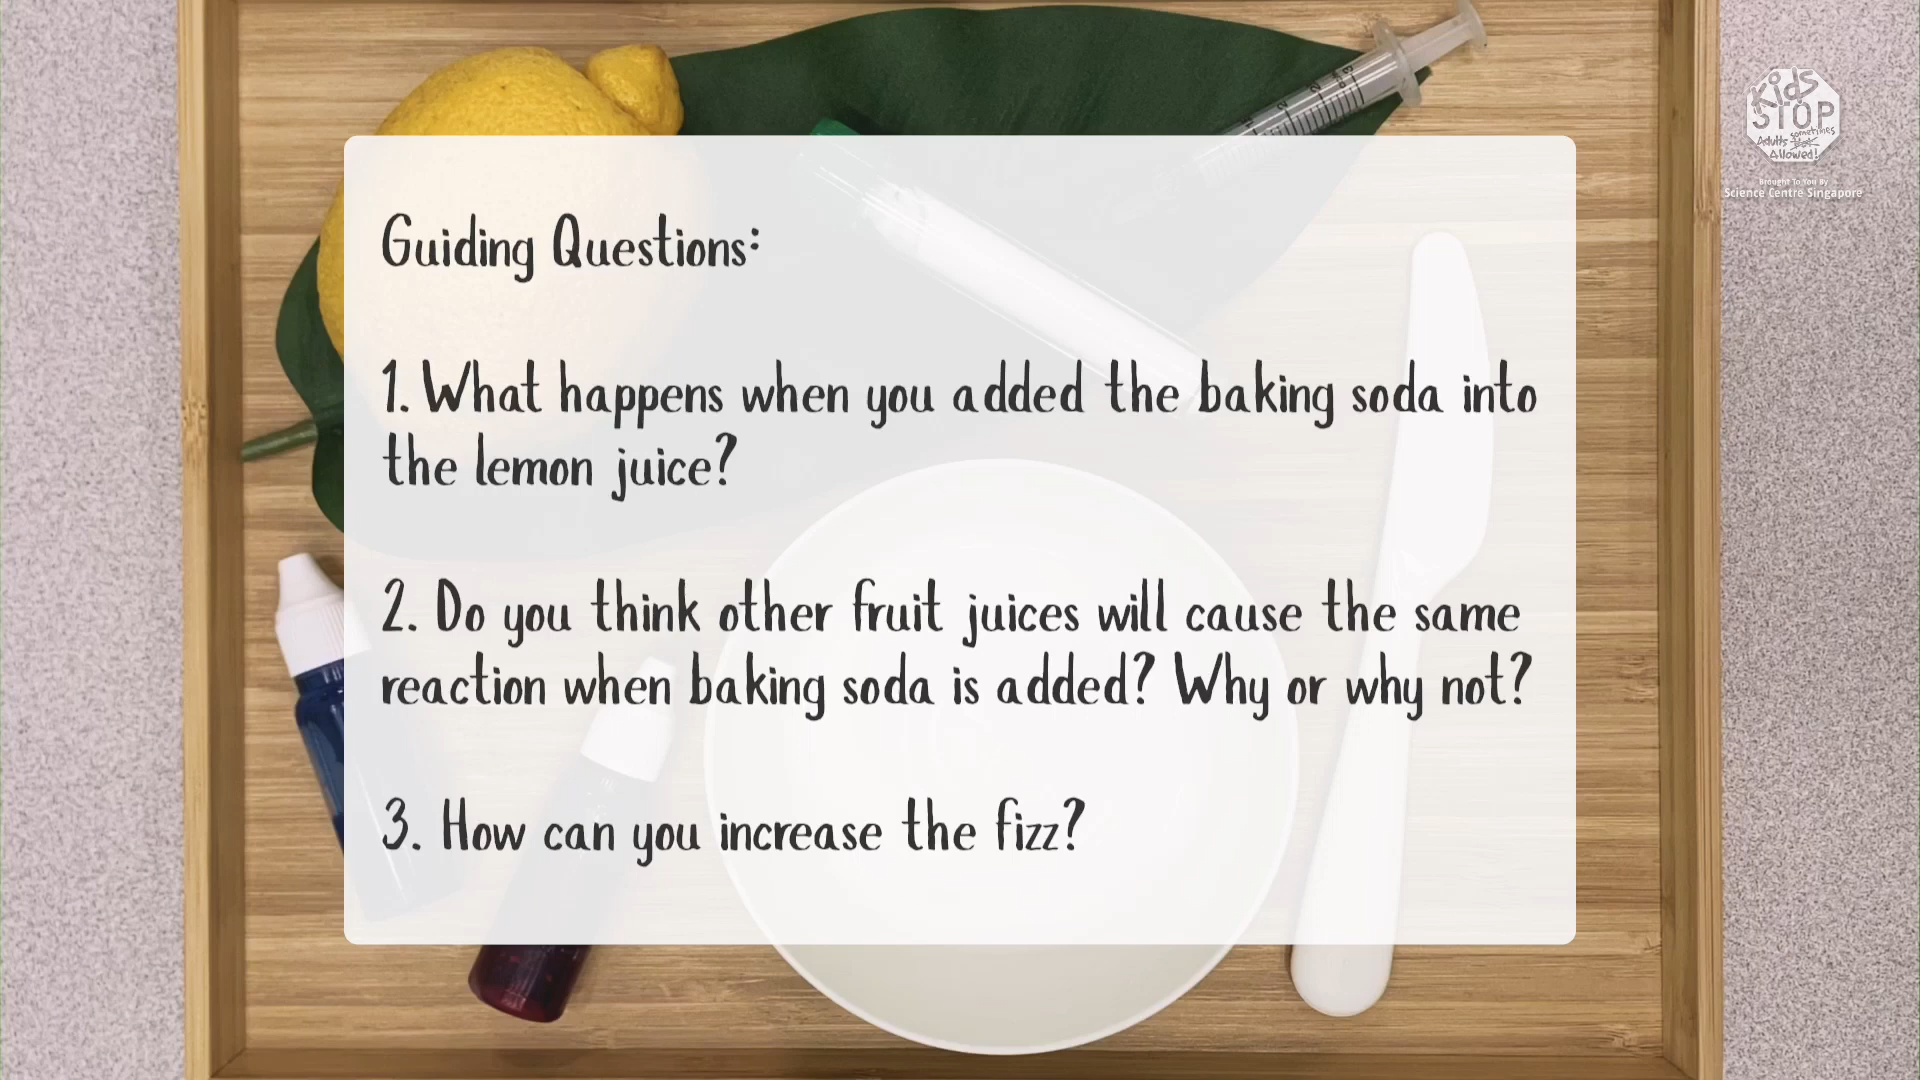 Guiding Questions:
1. What happens when you added the baking soda into
the lemon juice?
2. Do you think other fruit juices will cause the same
reaction when baking soda is added? Why or why not?
3. How can you increase the fizz?
Kids
STOP
sometimes
Adults
Allowed!
Brought To You By
Science Centre Singapore